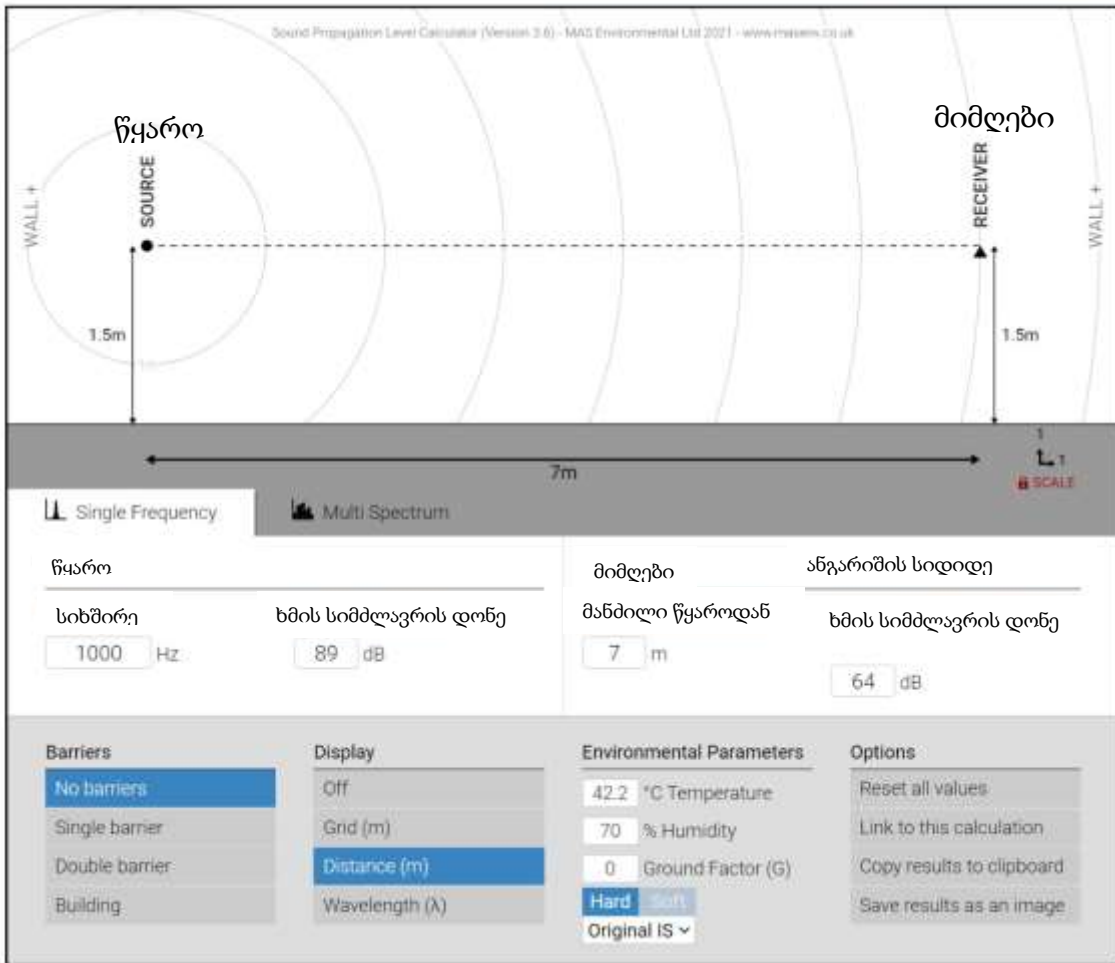 Sound Propagation Level Calculator (Version 3.6) - MAS Environmental Ltd 2021 - www.masenv.co.uk
წყარო
მიმღები
WALL +
SOURCE
RECEIVER
WALL +
1.5m
1.5m
7m
1
1
SCALE
Single Frequency
Multi Spectrum
წყარო
მიმღები
ანგარიშის სიდიდე
სიხშირე
ხმის სიმძლავრის დონე
მანძილი წყაროდან
ხმის სიმძლავრის დონე
1000 Hz
89 dB
7 m
64 dB
Barriers
Display
Environmental Parameters
Options
No barriers
Off
42.2 °C Temperature
Reset all values
Single barrier
Grid (m)
70 % Humidity
Link to this calculation
Double barrier
Distance (m)
0 Ground Factor (G)
Copy results to clipboard
Building
Wavelength (λ)
Hard Soft
Save results as an image
Original IS